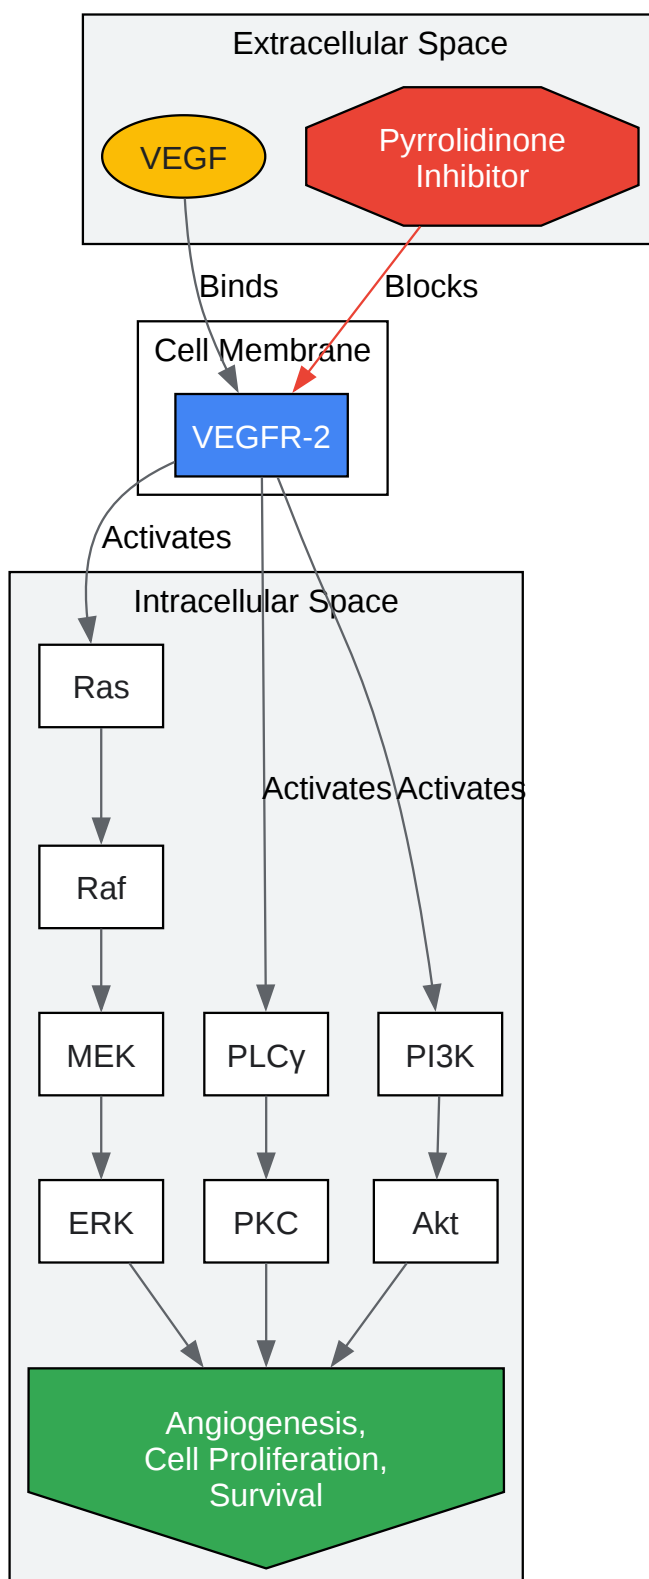 Extracellular Space
VEGF
Pyrrolidinone
Inhibitor
Binds
Blocks
Cell Membrane
VEGFR-2
Activates
Intracellular Space
Ras
Activates
Activates
Raf
MEK
PLCγ
PI3K
ERK
PKC
Akt
Angiogenesis,
Cell Proliferation,
Survival